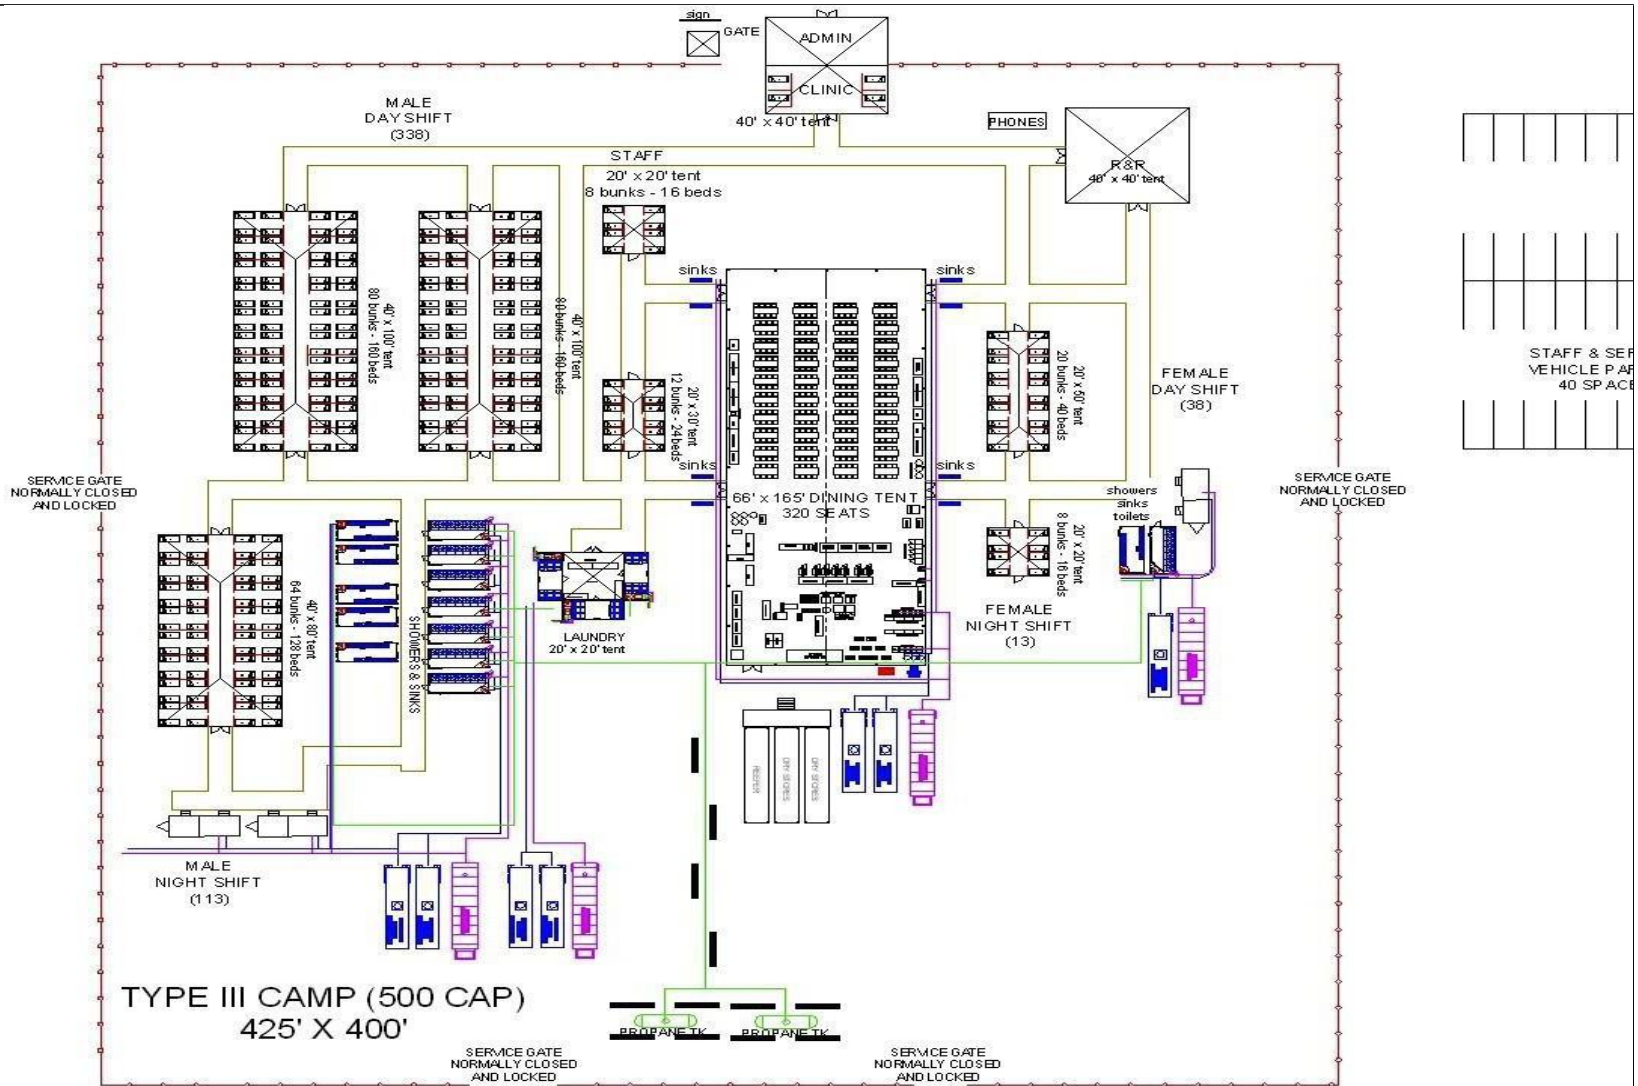 sign
GATE
ADMIN
CLINIC
40' x 40' tent
PHONES
R&R
40' x 40' tent
MALE
DAY SHIFT
(338)
STAFF
20' x 20' tent
8 bunks - 16 beds
40' x 100' tent
80 bunks - 160 beds
40' x 100' tent
80 bunks - 160 beds
20' x 30' tent
12 bunks - 24 beds
sinks
sinks
sinks
sinks
66' x 165' DINING TENT
320 SEATS
20' x 50' tent
20 bunks - 40 beds
FEMALE
DAY SHIFT
(38)
STAFF & SER
VEHICLE PAR
40 SPACE
SERVICE GATE
NORMALLY CLOSED
AND LOCKED
SERVICE GATE
NORMALLY CLOSED
AND LOCKED
showers
sinks
toilets
20' x 20' tent
8 bunks - 16 beds
FEMALE
NIGHT SHIFT
(13)
40' x 80' tent
64 bunks - 128 beds
SHOWERS & SINKS
LAUNDRY
20' x 20' tent
REEFER
DRY STORES
DRY STORES
MALE
NIGHT SHIFT
(113)
TYPE III CAMP (500 CAP)
425' X 400'
PROPANE TK
PROPANE TK
SERVICE GATE
NORMALLY CLOSED
AND LOCKED
SERVICE GATE
NORMALLY CLOSED
AND LOCKED